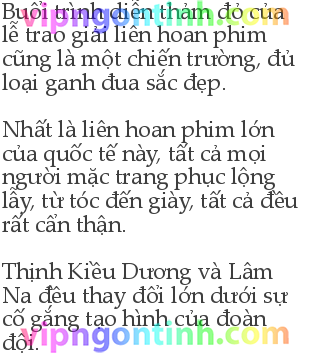 Buổi trình diễn thảm đỏ của
lễ trao giải liên hoan phim
cũng là một chiến trường, đủ
loại ganh đua sắc đẹp.
Nhất là liên hoan phim lớn
của quốc tế này, tất cả mọi
người mặc trang phục lộng
lẫy, từ tóc đến giày, tất cả đều
rất cẩn thận.
Thịnh Kiều Dương và Lâm
Na đều thay đổi lớn dưới sự
cố gắng tạo hình của đoàn
đội.
vipngontinh.com
vipngontinh.com